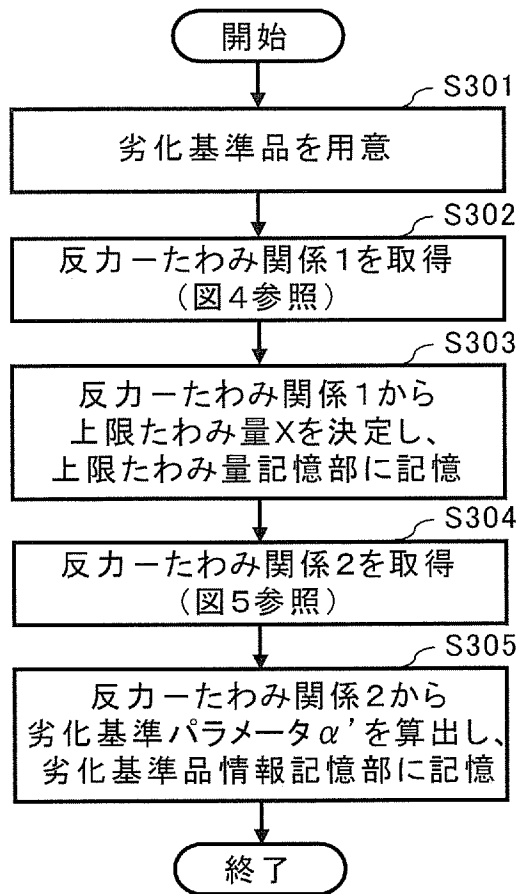 開始
S301
劣化基準品を用意
S302
反力ーたわみ関係1を取得
(図4参照)
S303
反力ーたわみ関係1から
上限たわみ量Xを決定し、
上限たわみ量記憶部に記憶
S304
反力ーたわみ関係2を取得
(図5参照)
S305
反力ーたわみ関係2から
劣化基準パラメータα'を算出し、
劣化基準品情報記憶部に記憶
終了